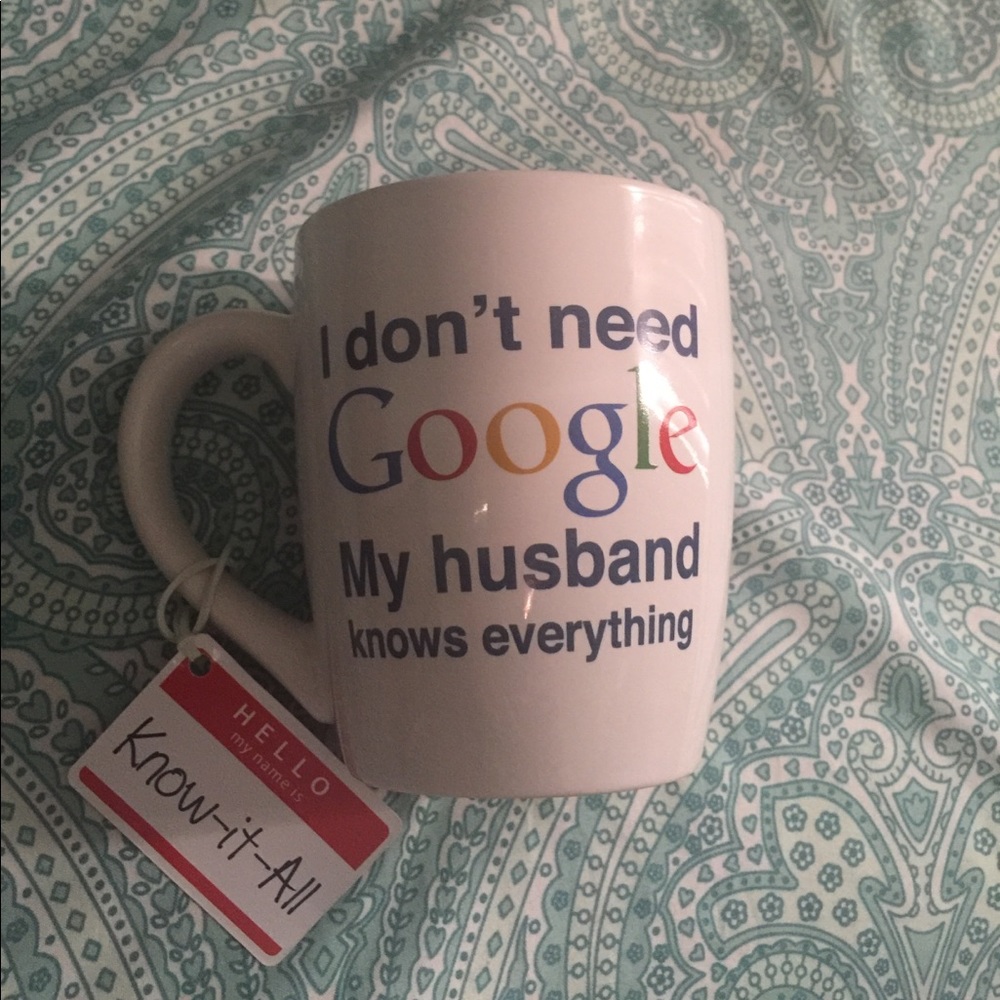 I don't need
Google
My husband
knows everything
HELLO
my name is
Know-it-All